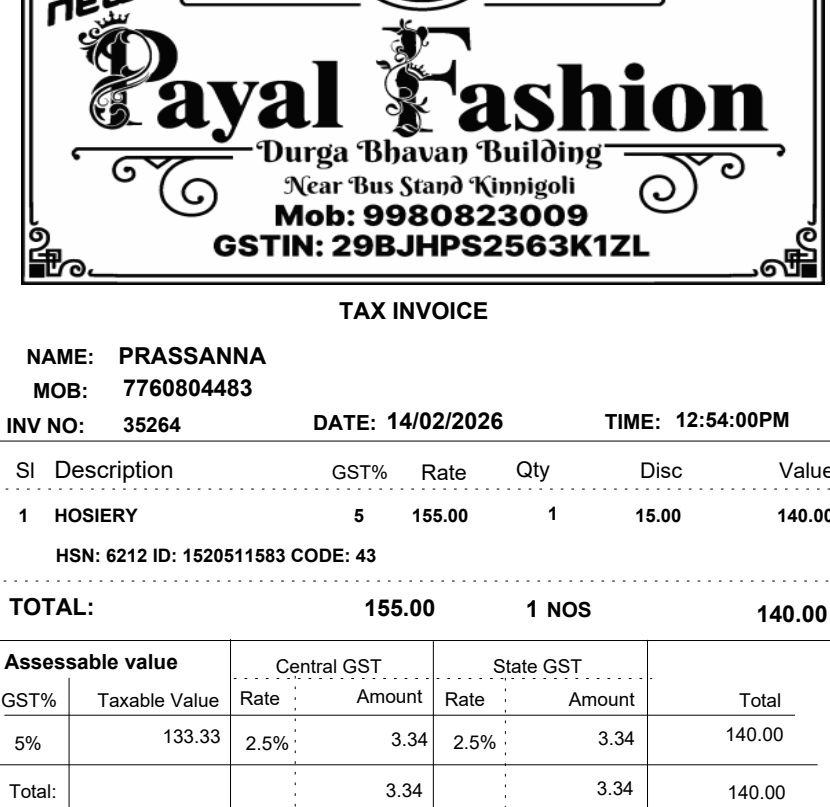 new
Payal Fashion
Durga Bhavan Building
Near Bus Stand Kinnigoli
Mob: 9980823009
GSTIN: 29BJHPS2563K1ZL
TAX INVOICE
NAME: PRASSANNA
MOB: 7760804483
INV NO: 35264 DATE: 14/02/2026 TIME: 12:54:00PM
Sl Description GST% Rate Qty Disc Value
1 HOSIERY 5 155.00 1 15.00 140.00
HSN: 6212 ID: 1520511583 CODE: 43
TOTAL: 155.00 1 NOS 140.00
Assessable value Central GST State GST
GST% Taxable Value Rate Amount Rate Amount Total
5% 133.33 2.5% 3.34 2.5% 3.34 140.00
Total: 3.34 3.34 140.00